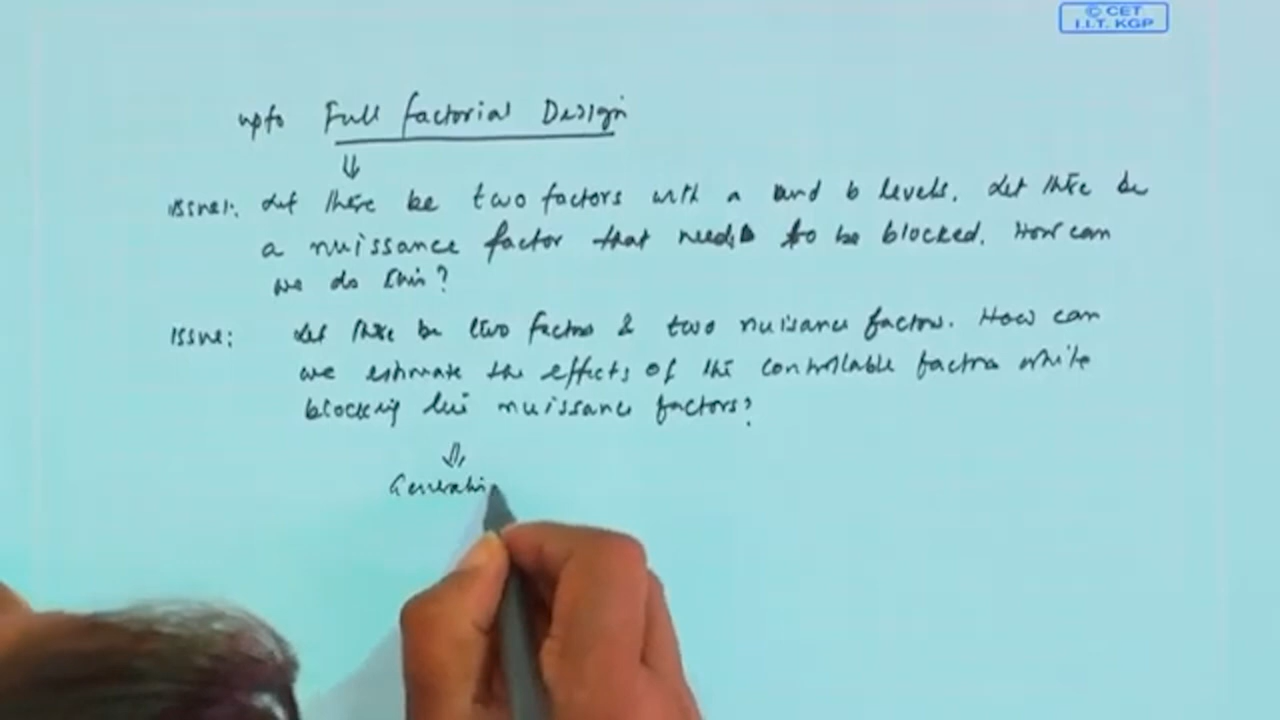 © CET
I.I.T. KGP
upto Full factorial Design
Issue1: Let there be two factors with a and b levels. Let there be
a nuissance factor that needs to be blocked. How can
we do this?
Issue: Let there be two factors & two nuisance factors. How can
we estimate the effects of the controllable factors while
blocking the nuissance factors?